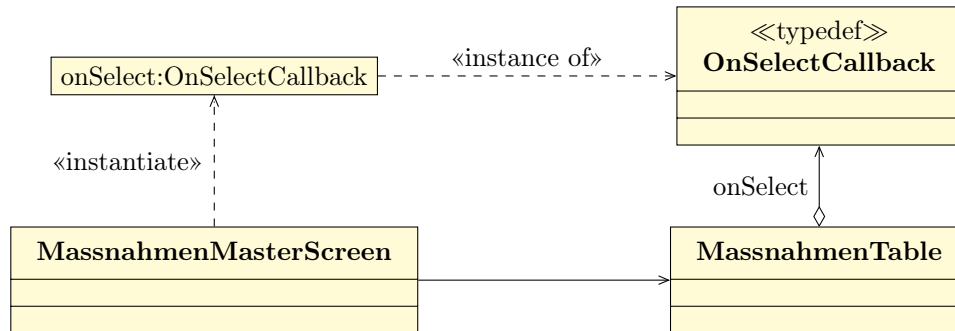 ≪typedef≫
OnSelectCallback
«instance of»
onSelect:OnSelectCallback
«instantiate»
onSelect
MassnahmenMasterScreen
MassnahmenTable